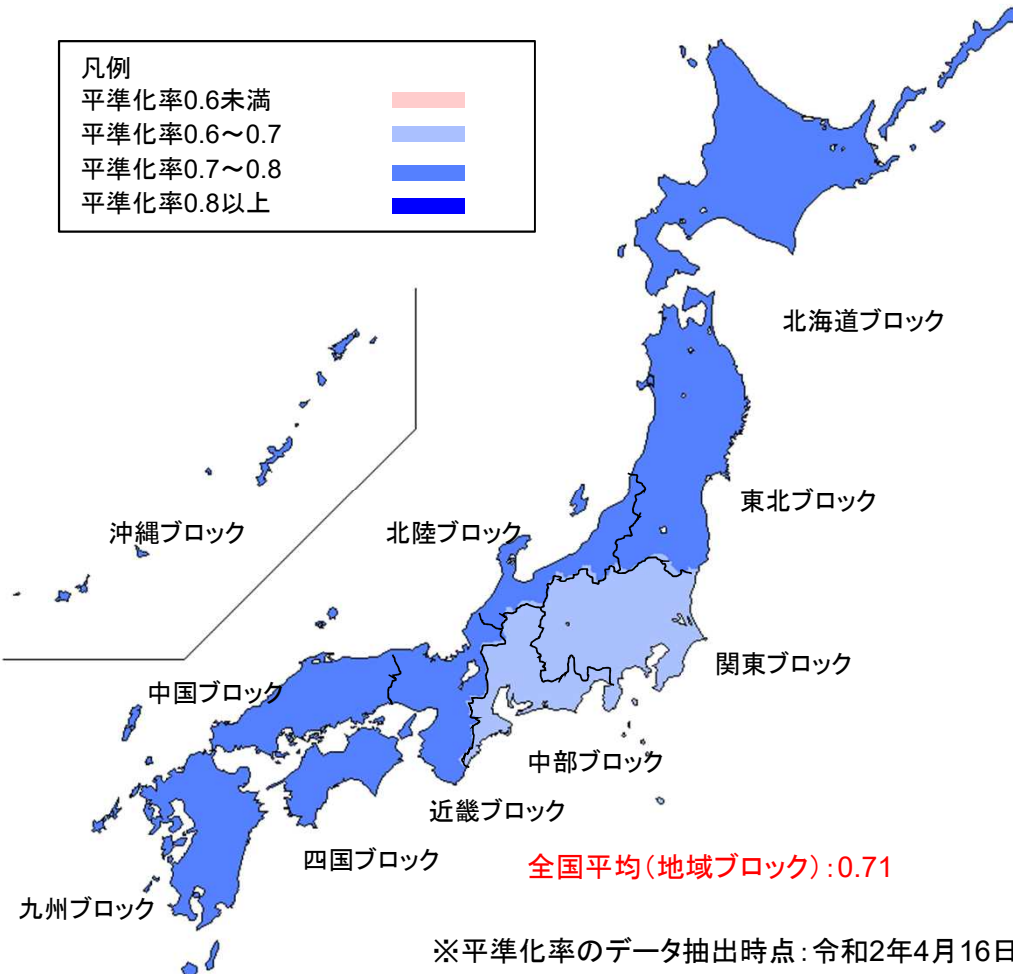 凡例
平準化率0.6未満
平準化率0.6～0.7
平準化率0.7～0.8
平準化率0.8以上
北海道ブロック
東北ブロック
沖縄ブロック
北陸ブロック
関東ブロック
中国ブロック
中部ブロック
近畿ブロック
四国ブロック
全国平均(地域ブロック):0.71
九州ブロック
※平準化率のデータ抽出時点:令和2年4月16日